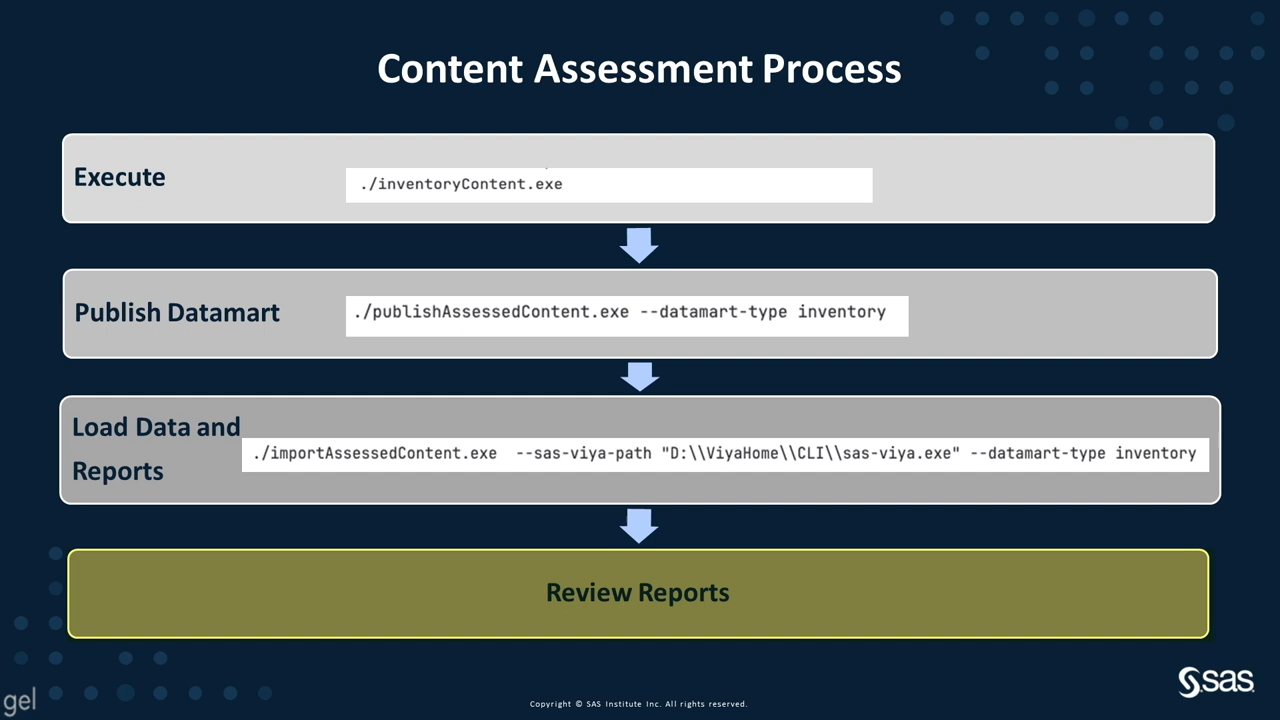 Content Assessment Process
Execute
./inventoryContent.exe
Publish Datamart
./publishAssessedContent.exe --datamart-type inventory
Load Data and
Reports
./importAssessedContent.exe  --sas-viya-path "D:\\ViyaHome\\CLI\\sas-viya.exe" --datamart-type inventory
Review Reports
gel
Copyright © SAS Institute Inc. All rights reserved.
sas